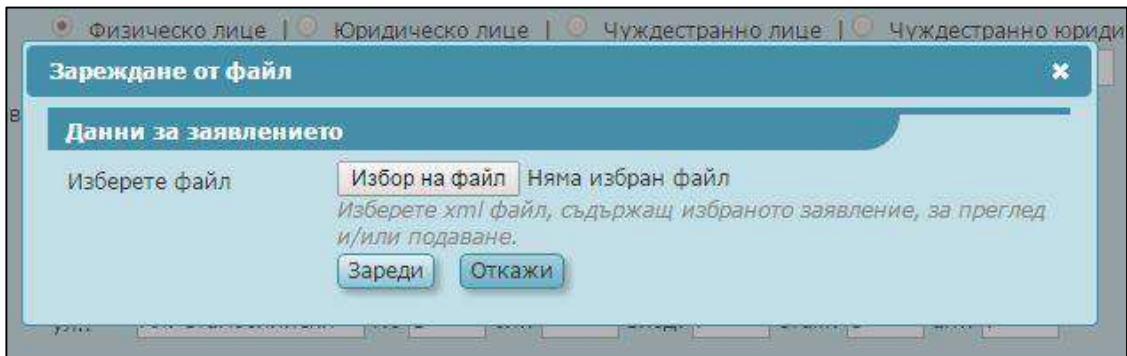 Физическо лице | Юридическо лице | Чуждестранно лице | Чуждестранно юриди
Зареждане от файл
в
Данни за заявлението
Изберете файл Избор на файл Няма избран файл
Изберете xml файл, съдържащ избраното заявление, за преглед
и/или подаване.
Зареди Откажи